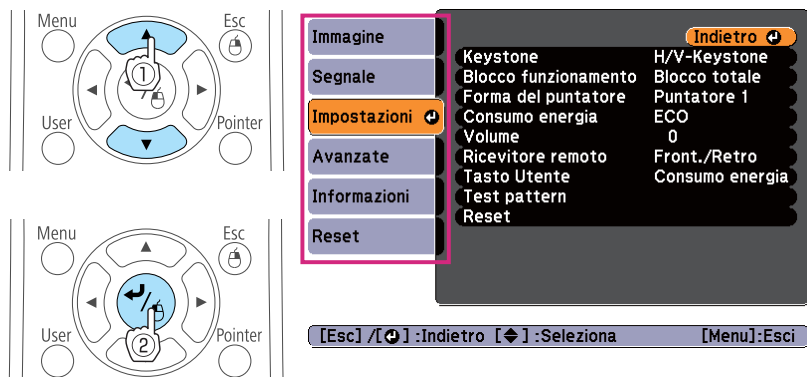 Menu
Esc
①
User
Pointer
Menu
Esc
User
Pointer
②
Immagine
Segnale
Impostazioni
Avanzate
Informazioni
Reset
Indietro
Keystone H/V-Keystone
Blocco funzionamento Blocco totale
Forma del puntatore Puntatore 1
Consumo energia ECO
Volume 0
Ricevitore remoto Front./Retro
Tasto Utente Consumo energia
Test pattern
Reset
[Esc] /[⏎] :Indietro [◆] :Seleziona [Menu]:Esci